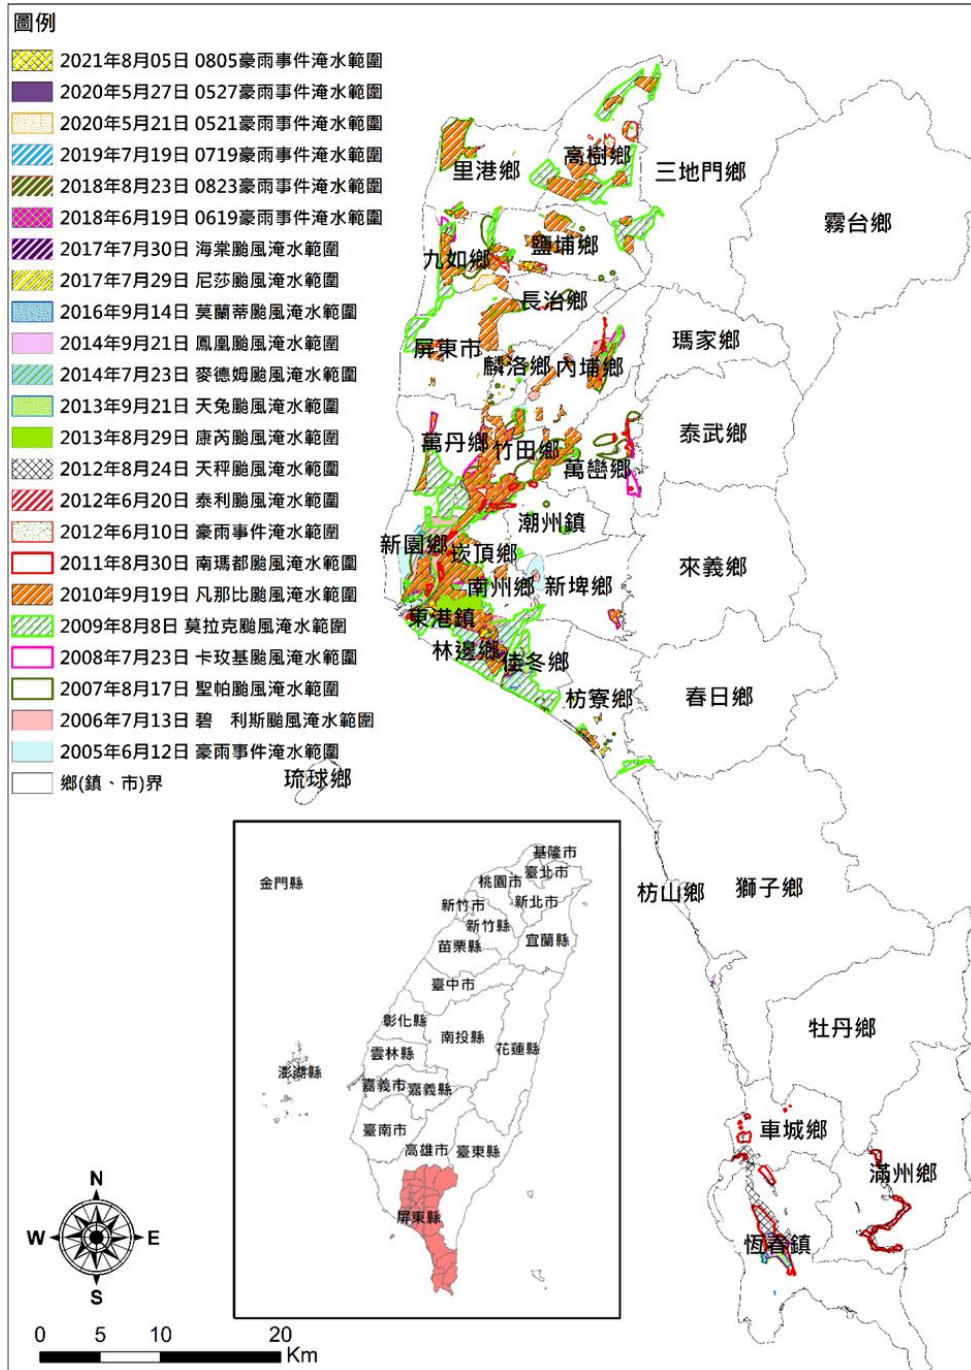 圖例
2021年8月05日 0805豪雨事件淹水範圍
2020年5月27日 0527豪雨事件淹水範圍
2020年5月21日 0521豪雨事件淹水範圍
2019年7月19日 0719豪雨事件淹水範圍
2018年8月23日 0823豪雨事件淹水範圍
2018年6月19日 0619豪雨事件淹水範圍
2017年7月30日 海棠颱風淹水範圍
2017年7月29日 尼莎颱風淹水範圍
2016年9月14日 莫蘭蒂颱風淹水範圍
2014年9月21日 鳳凰颱風淹水範圍
2014年7月23日 麥德姆颱風淹水範圍
2013年9月21日 天兔颱風淹水範圍
2013年8月29日 康芮颱風淹水範圍
2012年8月24日 天秤颱風淹水範圍
2012年6月20日 泰利颱風淹水範圍
2012年6月10日 豪雨事件淹水範圍
2011年8月30日 南瑪都颱風淹水範圍
2010年9月19日 凡那比颱風淹水範圍
2009年8月8日 莫拉克颱風淹水範圍
2008年7月23日 卡玫基颱風淹水範圍
2007年8月17日 聖帕颱風淹水範圍
2006年7月13日 碧 利斯颱風淹水範圍
2005年6月12日 豪雨事件淹水範圍
鄉(鎮、市)界
高樹鄉
里港鄉
三地門鄉
霧台鄉
鹽埔鄉
九如鄉
長治鄉
瑪家鄉
屏東市
麟洛鄉
內埔鄉
泰武鄉
萬丹鄉
竹田鄉
萬巒鄉
潮州鎮
新園鄉
崁頂鄉
來義鄉
南州鄉
新埤鄉
東港鎮
林邊鄉
佳冬鄉
枋寮鄉
春日鄉
琉球鄉
枋山鄉
獅子鄉
牡丹鄉
車城鄉
滿州鄉
恆春鎮
基隆市
臺北市
金門縣
桃園市
新北市
新竹市
新竹縣
苗栗縣
宜蘭縣
臺中市
彰化縣
南投縣
花蓮縣
雲林縣
澎湖縣
嘉義市
嘉義縣
臺南市
高雄市
臺東縣
屏東縣
N
W
E
S
0 5 10 20
Km